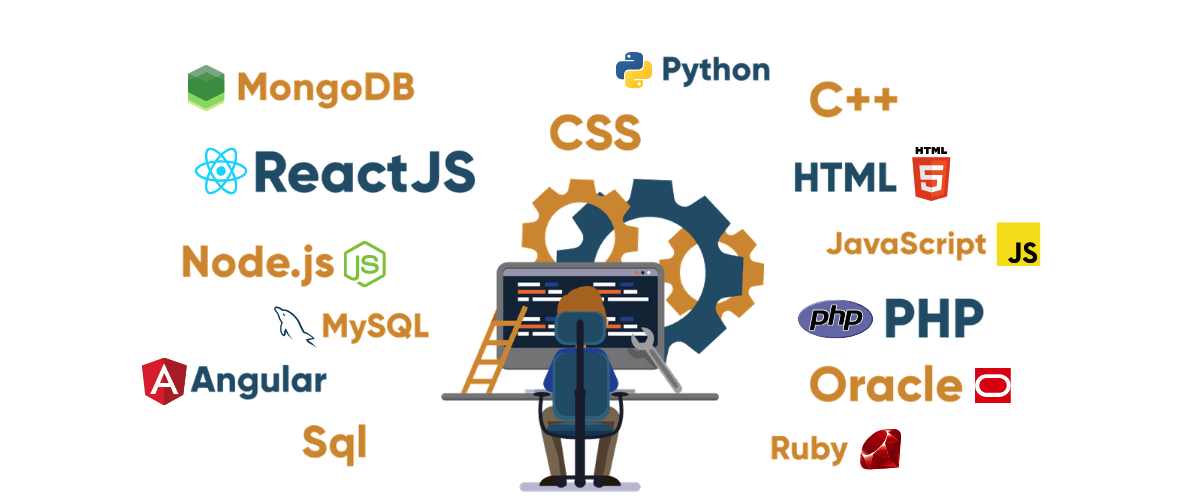 Python
MongoDB
C++
CSS
ReactJS
HTML
HTML
5
Node.js
JS
JavaScript
JS
MySQL
php
PHP
A
Angular
Oracle
Sql
Ruby